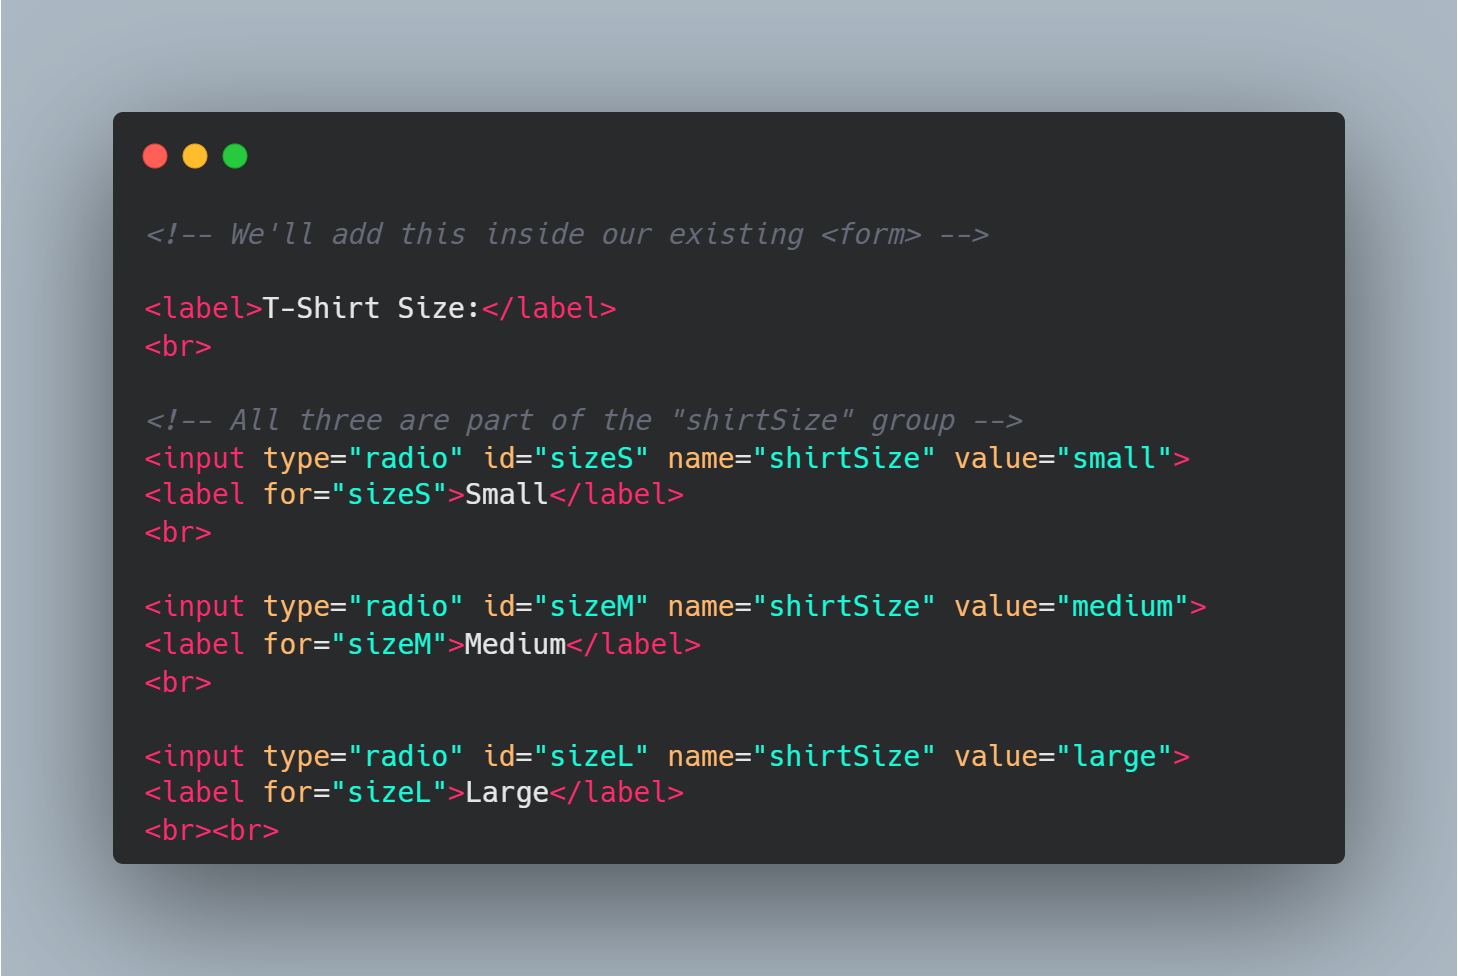 <!-- We'll add this inside our existing <form> -->
<label>T-Shirt Size:</label>
<br>
<!-- All three are part of the "shirtSize" group -->
<input type="radio" id="sizeS" name="shirtSize" value="small">
<label for="sizeS">Small</label>
<br>
<input type="radio" id="sizeM" name="shirtSize" value="medium">
<label for="sizeM">Medium</label>
<br>
<input type="radio" id="sizeL" name="shirtSize" value="large">
<label for="sizeL">Large</label>
<br><br>